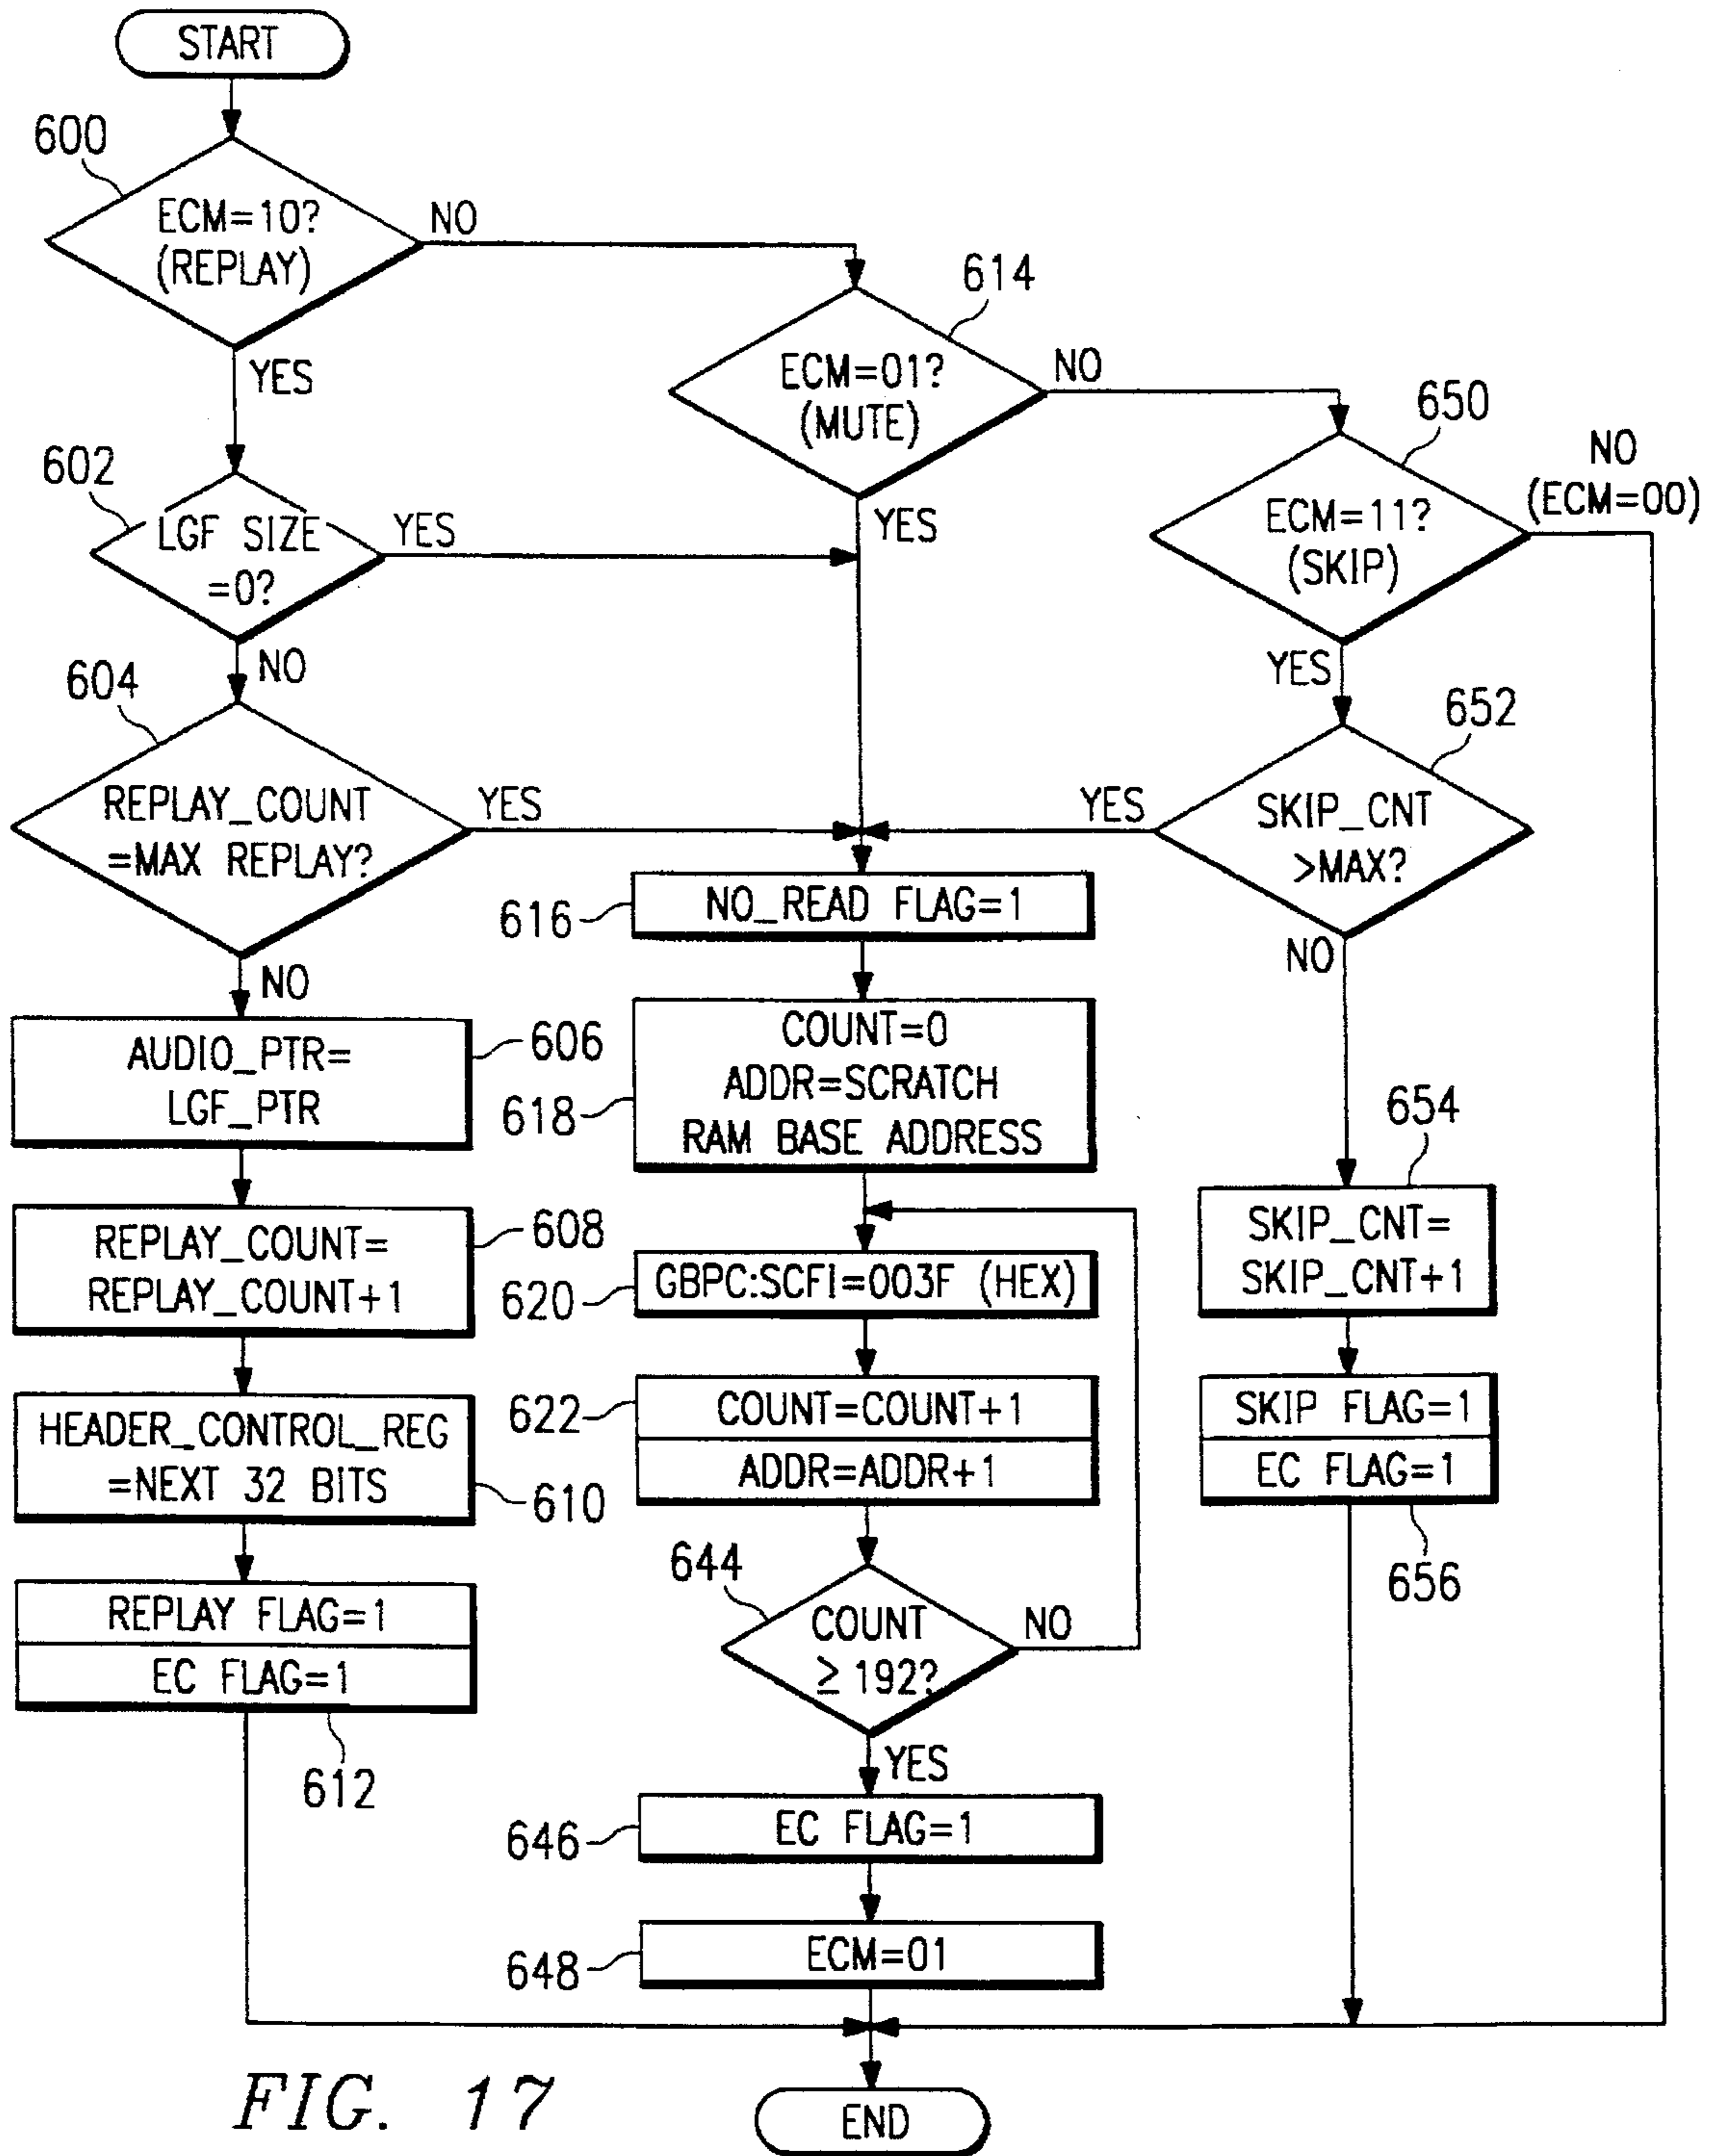 START
600
ECM=10?
(REPLAY)
NO
YES
614
ECM=01?
(MUTE)
NO
YES
650
ECM=11?
(SKIP)
NO
(ECM=00)
YES
602
LGF SIZE
=0?
YES
NO
604
REPLAY_COUNT
=MAX REPLAY?
YES
NO
652
SKIP_CNT
>MAX?
YES
NO
606
AUDIO_PTR=
LGF_PTR
608
REPLAY_COUNT=
REPLAY_COUNT+1
610
HEADER_CONTROL_REG
=NEXT 32 BITS
REPLAY FLAG=1
EC FLAG=1
612
616
NO_READ FLAG=1
618
COUNT=0
ADDR=SCRATCH
RAM BASE ADDRESS
620
GBPC:SCFI=003F (HEX)
622
COUNT=COUNT+1
ADDR=ADDR+1
644
COUNT
≥ 192?
NO
YES
646
EC FLAG=1
648
ECM=01
654
SKIP_CNT=
SKIP_CNT+1
SKIP FLAG=1
EC FLAG=1
656
END
FIG. 17